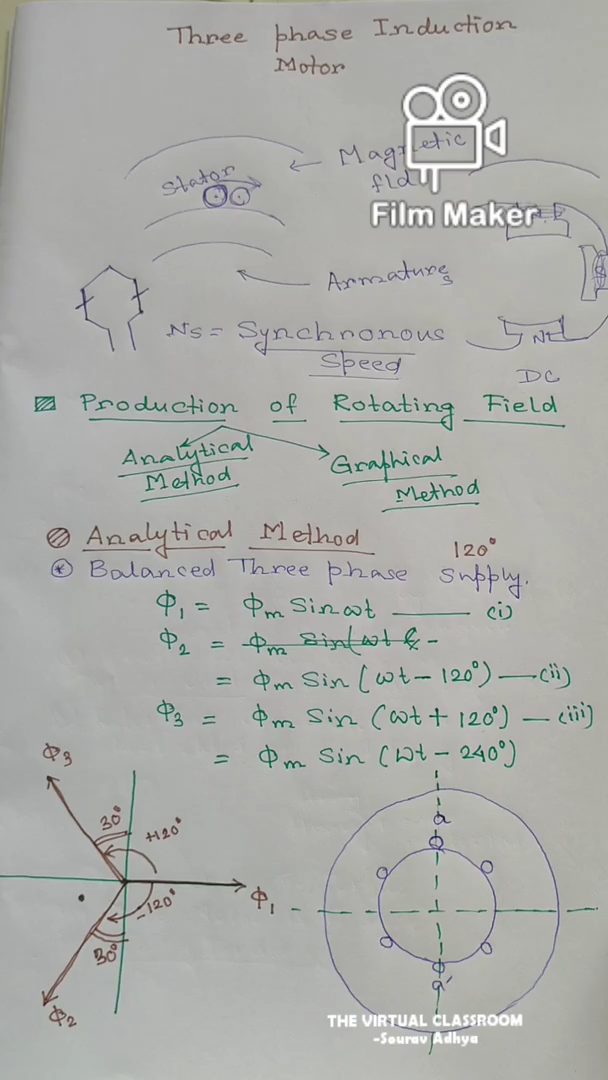 Three phase Induction
Motor
Magnetic
Stator
Film Maker
Armatures
Ns = Synchronous
Speed
DC
Production of Rotating Field
Analytical
Method
Graphical
Method
Analytical Method
120°
Balanced Three phase Supply.
Φ₁ = Φm Sin ωt —— (i)
Φ₂ = Φm Sin(ωt
= Φm Sin (ωt - 120°) —(ii)
Φ₃ = Φm Sin (ωt + 120°) —(iii)
= Φm Sin (ωt - 240°)
Φ₃
30°
+120°
Φ₁
-120°
30°
Φ₂
a
a'
THE VIRTUAL CLASSROOM
-Sourav Adhya